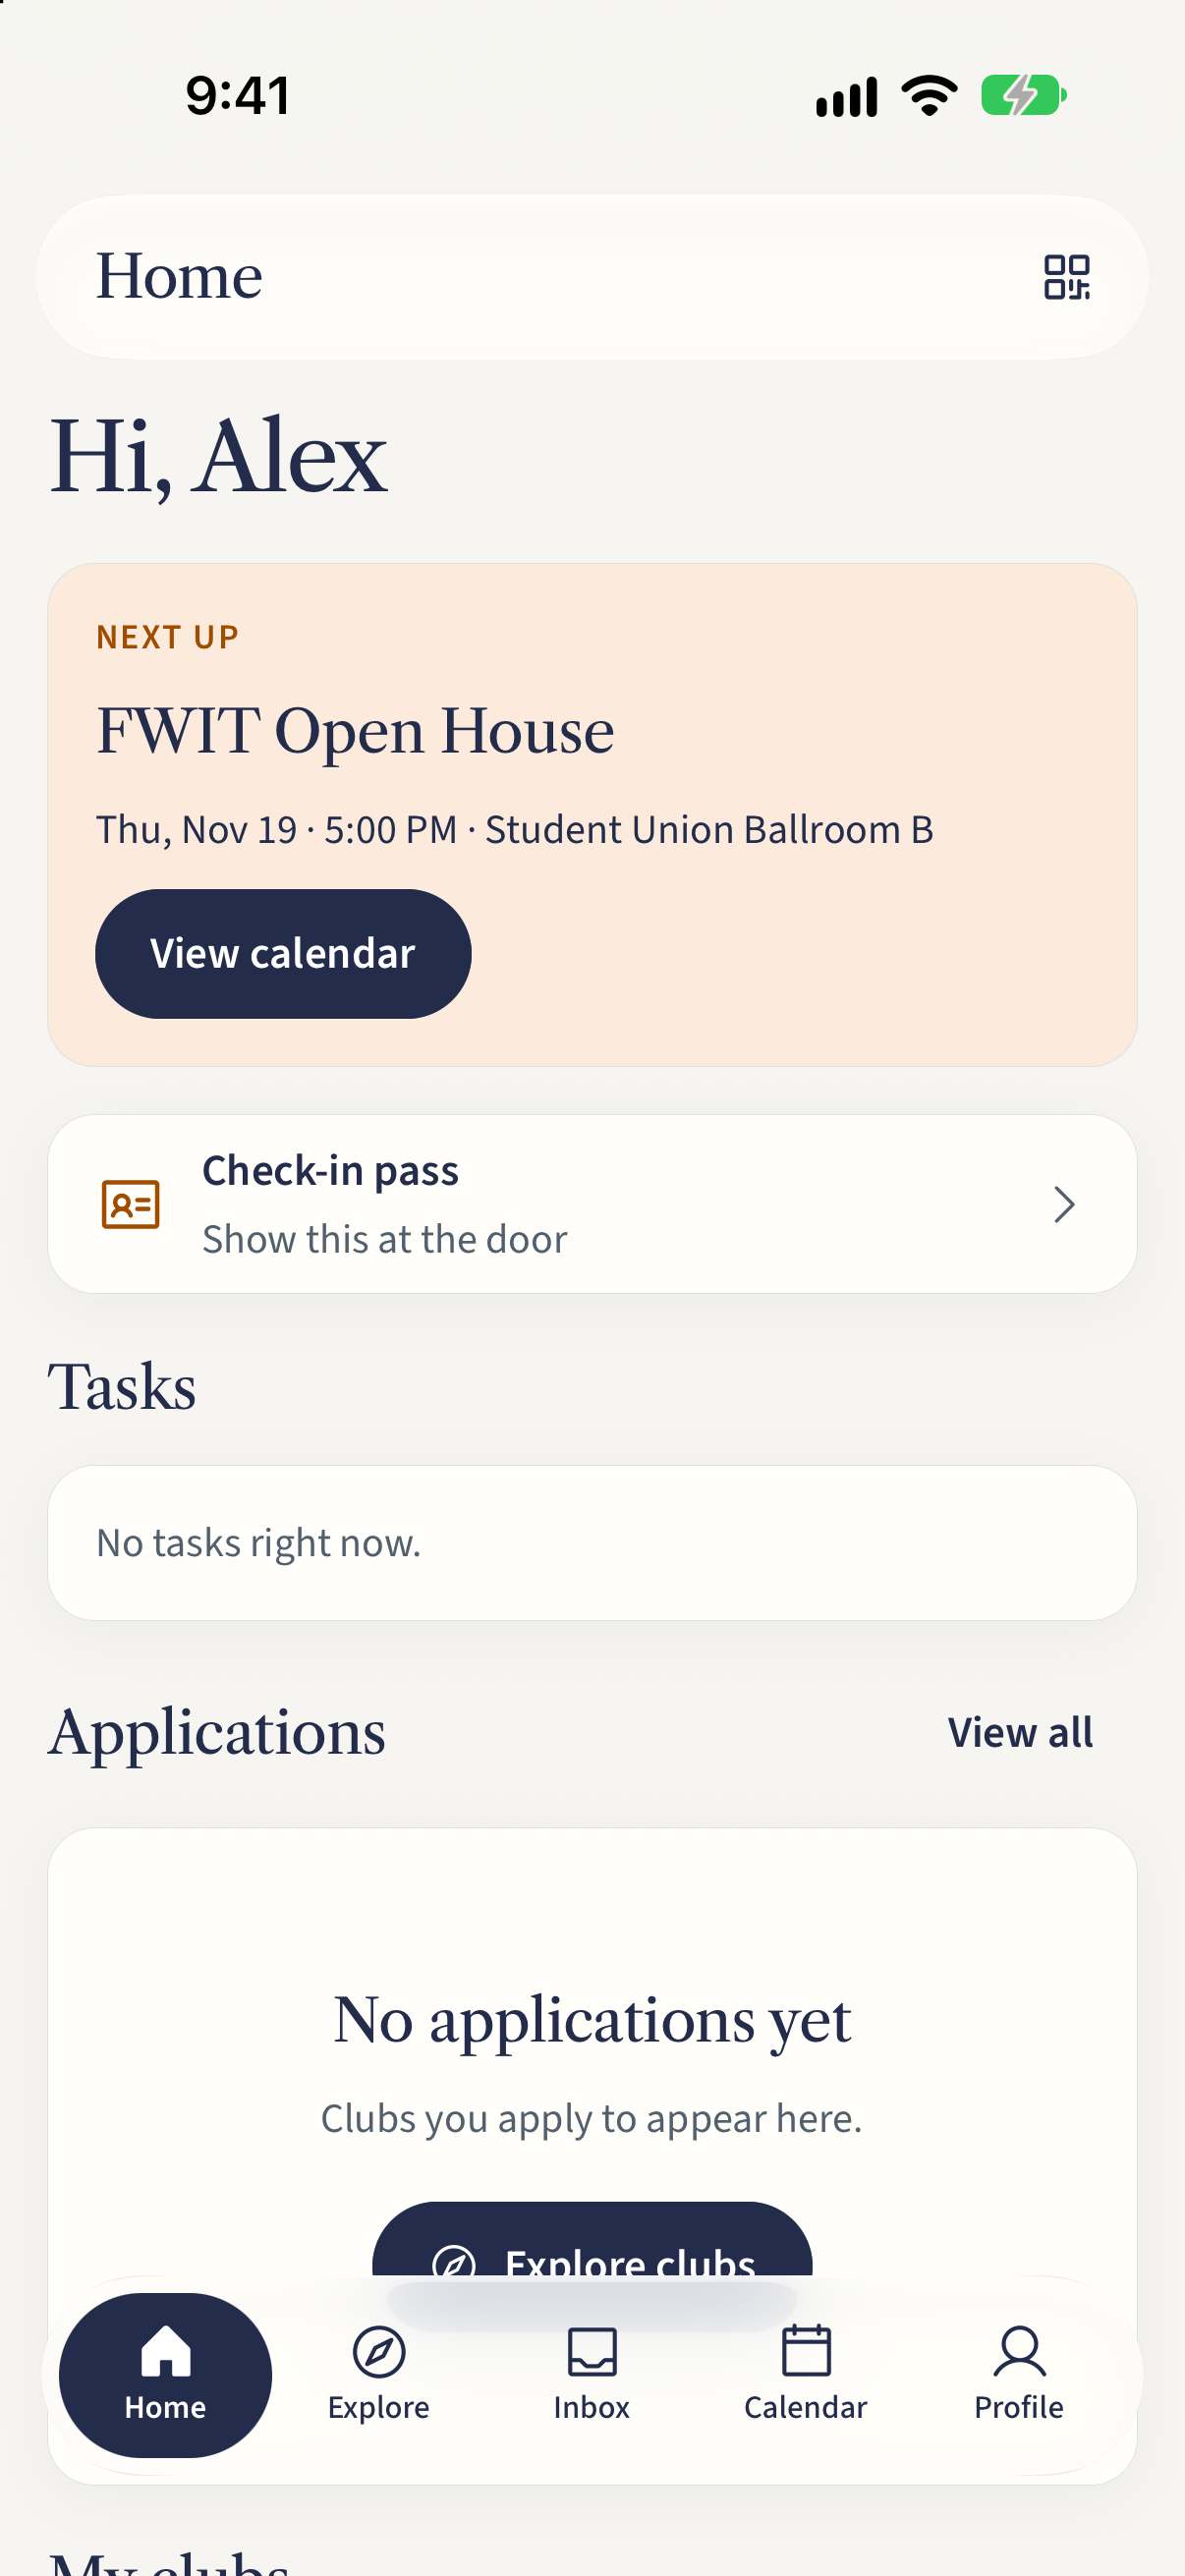 9:41
Home
Hi, Alex
NEXT UP
FWIT Open House
Thu, Nov 19 · 5:00 PM · Student Union Ballroom B
View calendar
Check-in pass
Show this at the door
Tasks
No tasks right now.
Applications
View all
No applications yet
Clubs you apply to appear here.
Explore clubs
Home
Explore
Inbox
Calendar
Profile
My clubs